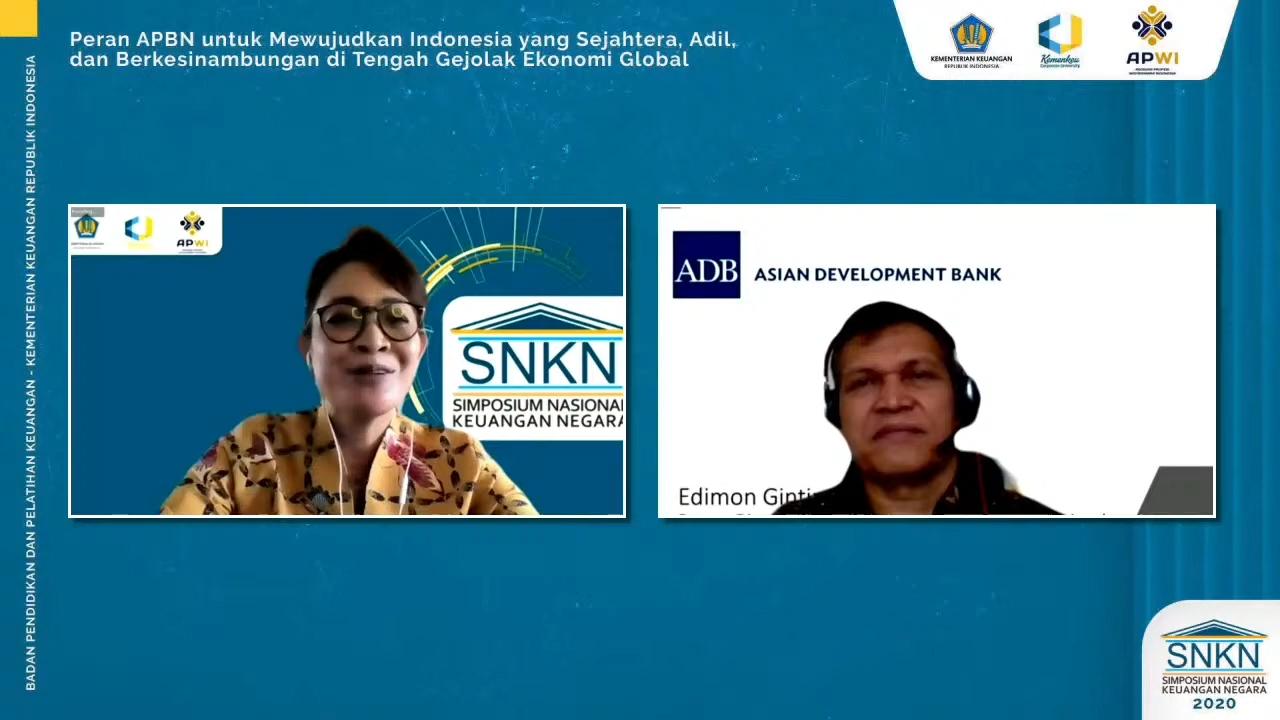 Peran APBN untuk Mewujudkan Indonesia yang Sejahtera, Adil,
dan Berkesinambungan di Tengah Gejolak Ekonomi Global
KEMENTERIAN KEUANGAN
REPUBLIK INDONESIA
Kemenkeu
Corporate University
APWI
BADAN PENDIDIKAN DAN PELATIHAN KEUANGAN - KEMENTERIAN KEUANGAN REPUBLIK INDONESIA
APWI
SNKN
SIMPOSIUM NASIONAL
KEUANGAN NEGARA
ADB ASIAN DEVELOPMENT BANK
Edimon
SNKN
SIMPOSIUM NASIONAL
KEUANGAN NEGARA
2020